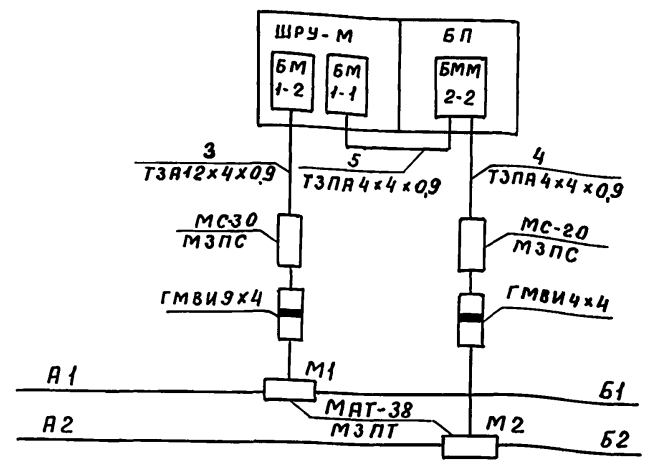 ШРУ-М
БП
БМ
1-2
БМ
1-1
БММ
2-2
3
ТЗА12×4×0,9
5
ТЗПА4×4×0,9
4
ТЗПА4×4×0,9
МС-30
МЗПС
МС-20
МЗПС
ГМВИ9×4
ГМВИ4×4
А1
М1
Б1
МАТ-38
МЗПТ
А2
М2
Б2